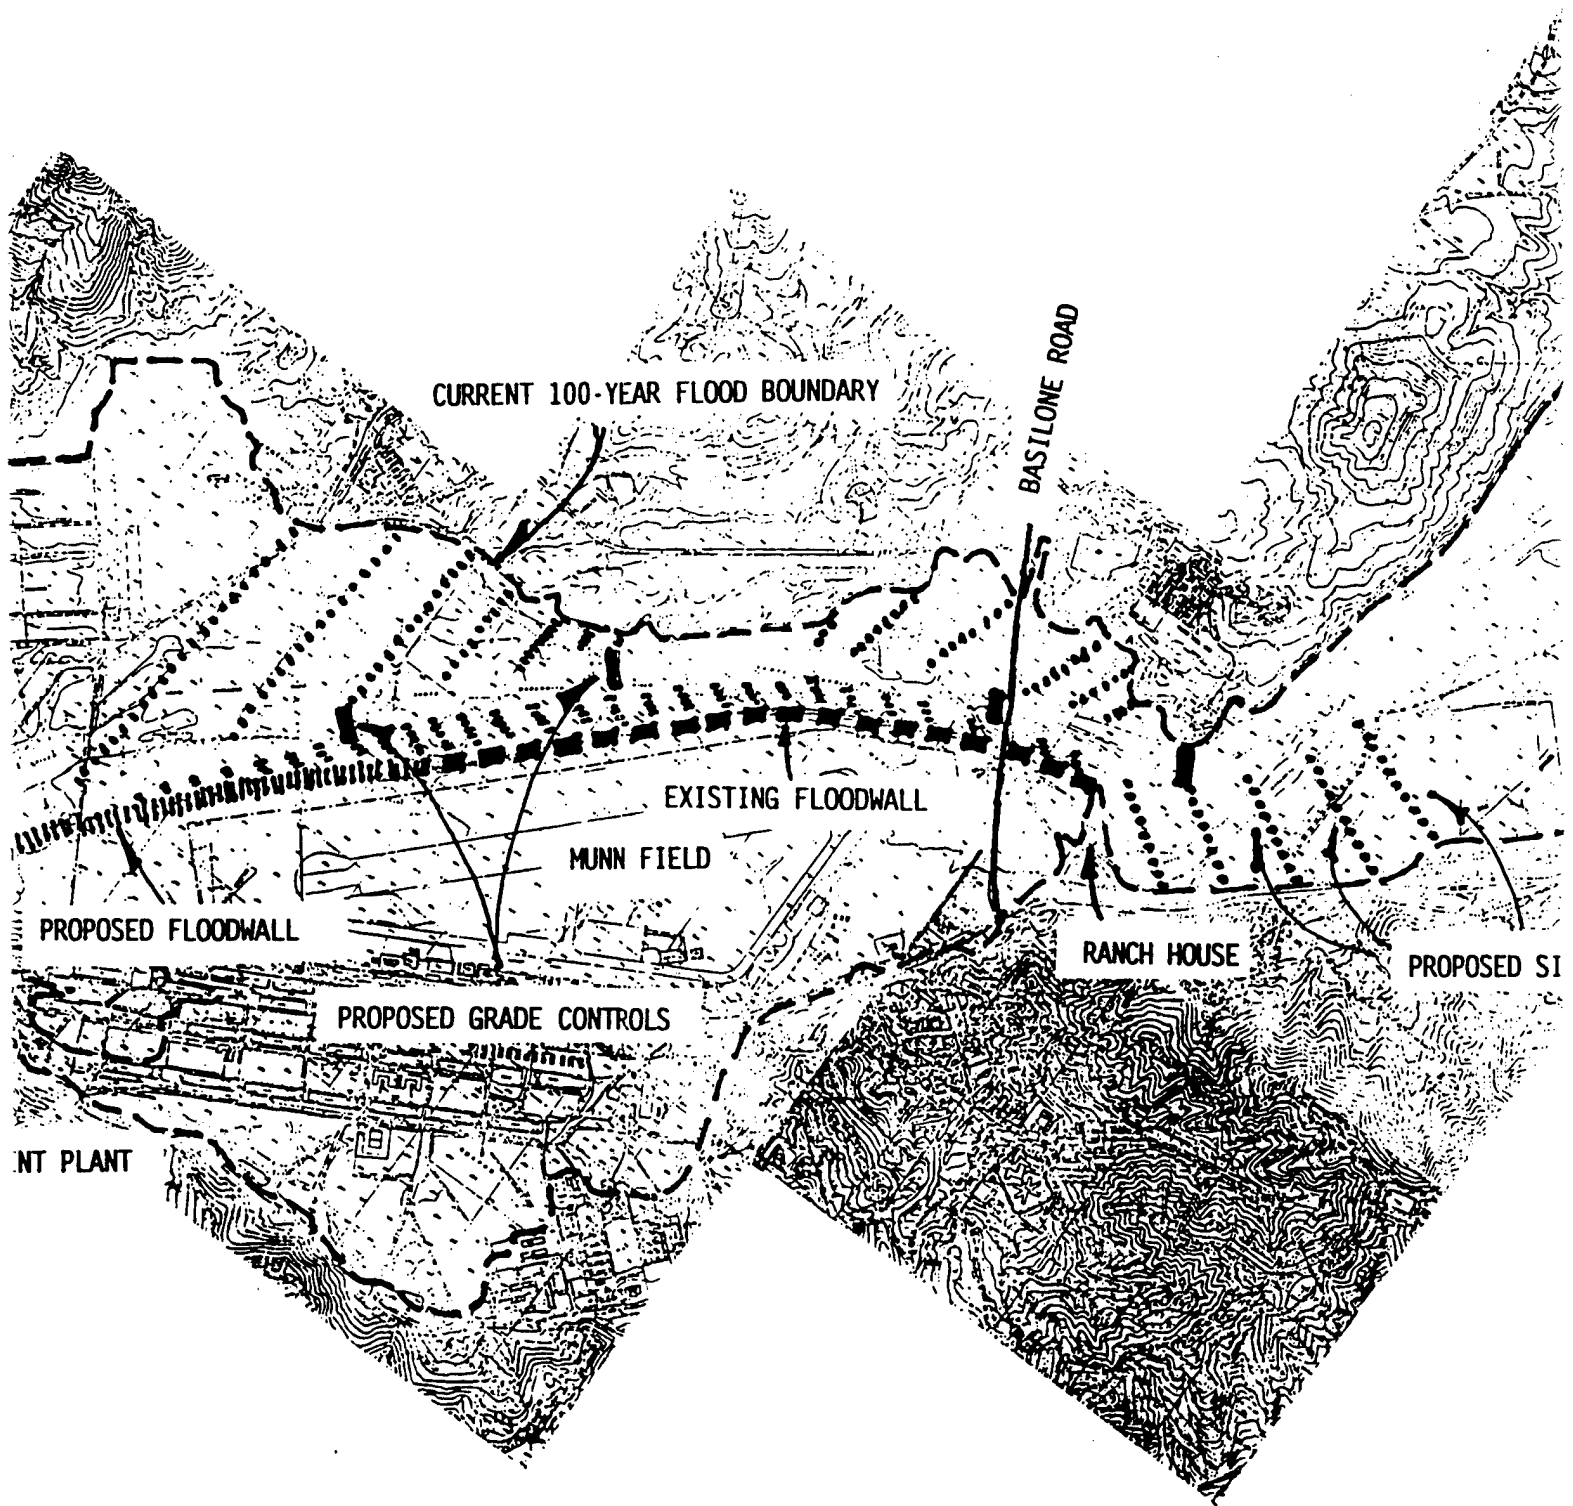 BASILONE ROAD
CURRENT 100-YEAR FLOOD BOUNDARY
EXISTING FLOODWALL
MUNN FIELD
PROPOSED FLOODWALL
RANCH HOUSE
PROPOSED SI
PROPOSED GRADE CONTROLS
NT PLANT